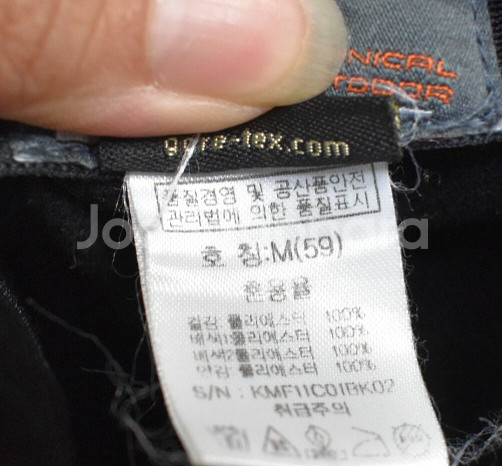 NICAL
gore-tex.com
품질경영 및 공산품안전
관리법에 의한 품질표시
호 칭:M(59)
혼용율
겉감: 폴리에스터 100%
배색1:폴리에스터 100%
배색2폴리에스터 100%
안감: 폴리에스터 100%
S/N : KMF11C01BK02
취급주의